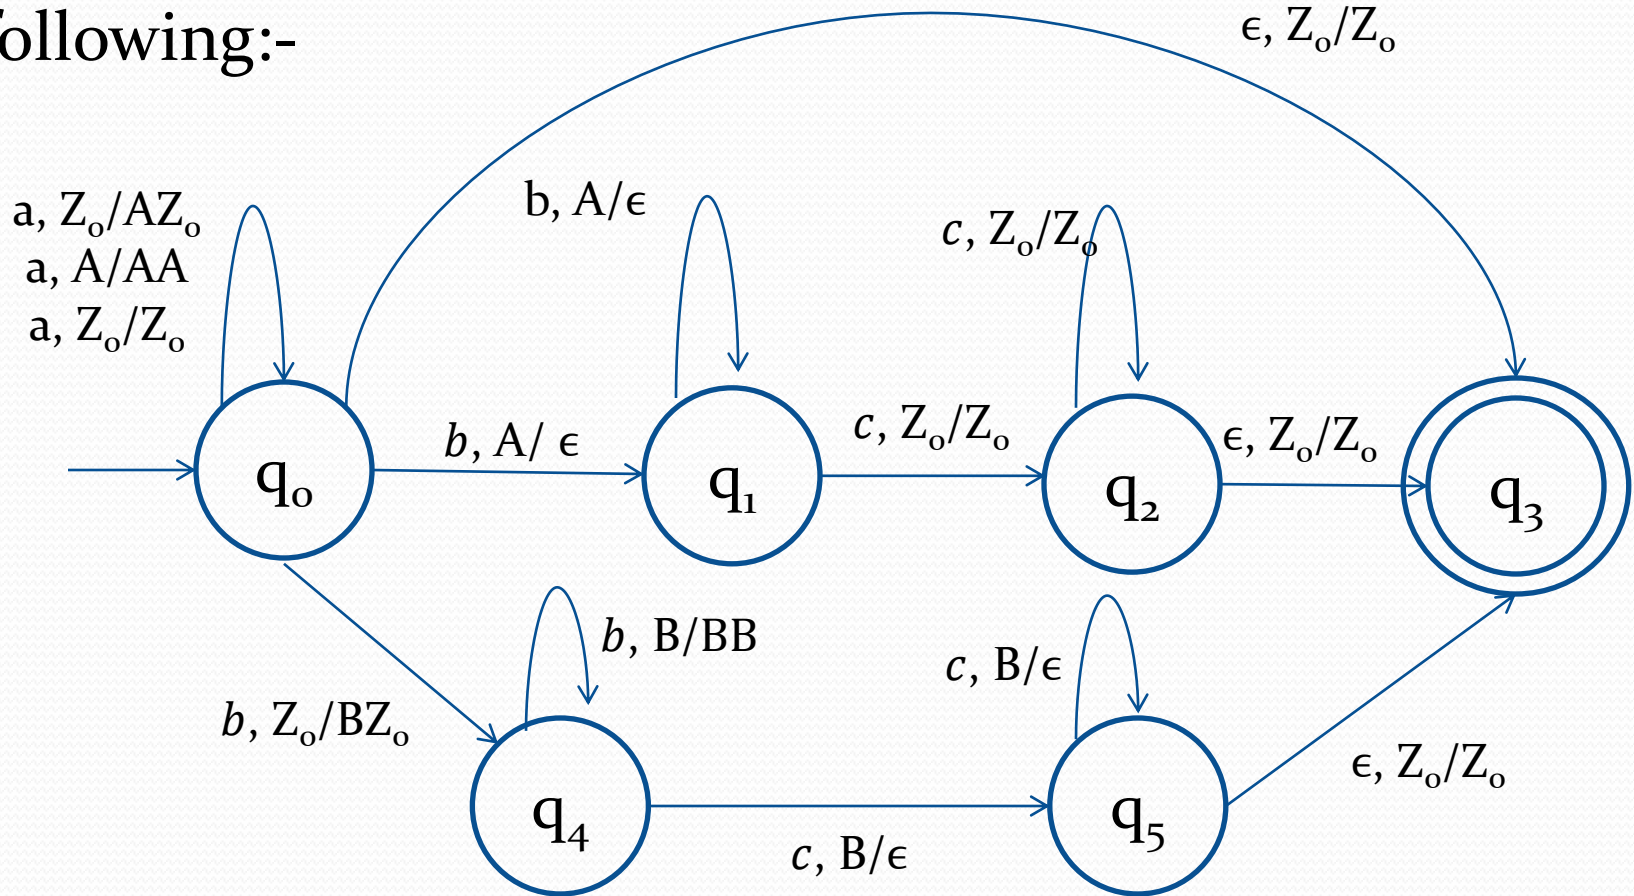 ollowing:-
ϵ, Z₀/Z₀
a, Z₀/AZ₀
a, A/AA
a, Z₀/Z₀
b, A/ϵ
c, Z₀/Z₀
q₀
b, A/ ϵ
q₁
c, Z₀/Z₀
q₂
ϵ, Z₀/Z₀
q₃
b, Z₀/BZ₀
b, B/BB
c, B/ϵ
q₄
c, B/ϵ
q₅
ϵ, Z₀/Z₀